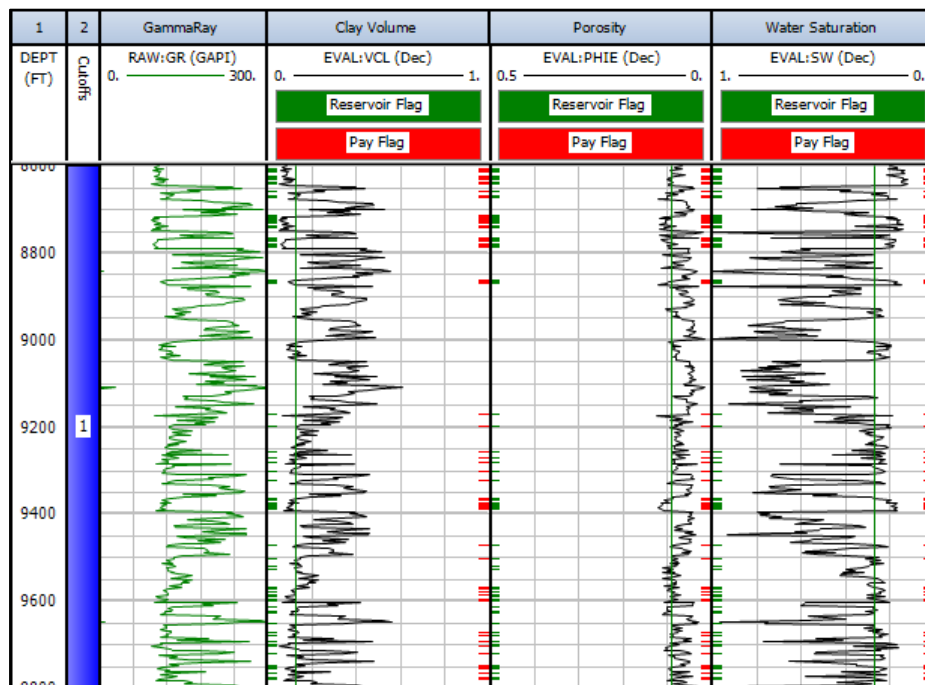 1 2 GammaRay Clay Volume Porosity Water Saturation
DEPT (FT) Cutoffs RAW:GR (GAPI) EVAL:VCL (Dec) EVAL:PHIE (Dec) EVAL:SW (Dec)
0. 300. 0. 1. 0.5 0. 1. 0.
Reservoir Flag Reservoir Flag Reservoir Flag
Pay Flag Pay Flag Pay Flag
8800
9000
9200
1
9400
9600